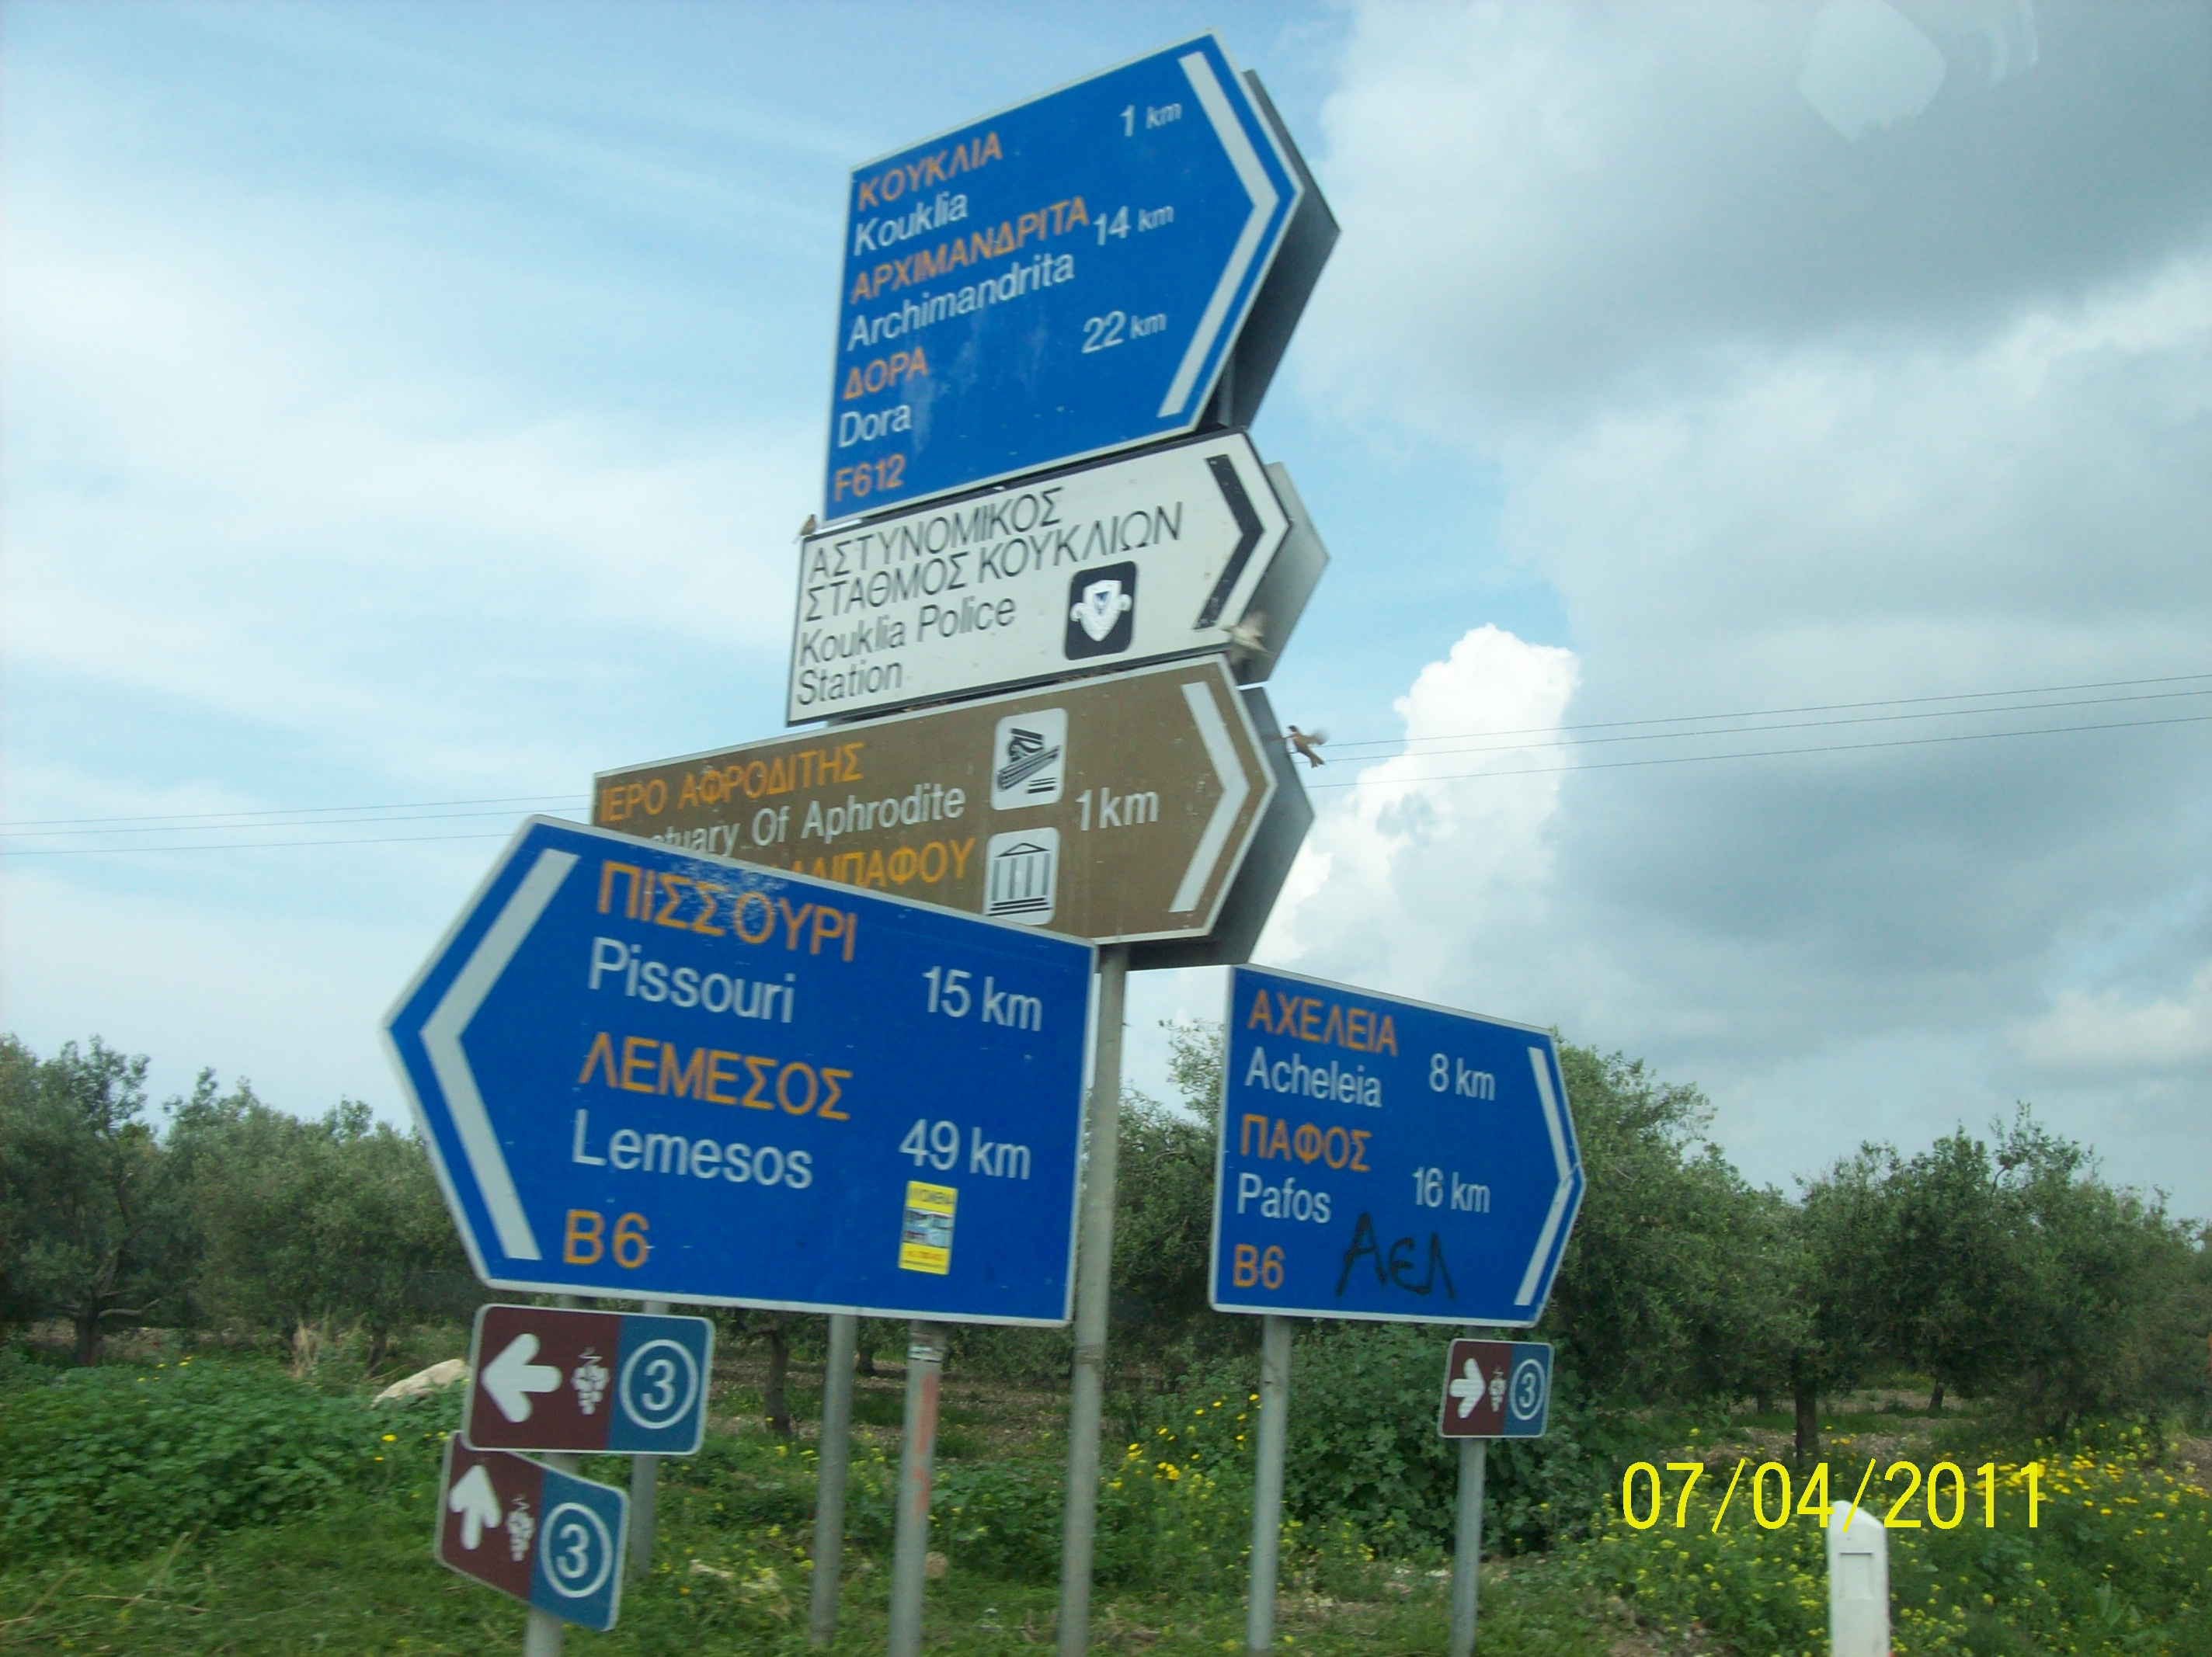 ΚΟΥΚΛΙΑ 1 km
Kouklia
ΑΡΧΙΜΑΝΔΡΙΤΑ 14 km
Archimandrita
ΔΟΡΑ 22 km
Dora
F612
ΑΣΤΥΝΟΜΙΚΟΣ
ΣΤΑΘΜΟΣ ΚΟΥΚΛΙΩΝ
Kouklia Police
Station
ΙΕΡΟ ΑΦΡΟΔΙΤΗΣ
Of Aphrodite 1km
ΠΙΣΣΟΥΡΙ
Pissouri 15 km
ΛΕΜΕΣΟΣ
Lemesos 49 km
B6
ΑΧΕΛΕΙΑ
Acheleia 8 km
ΠΑΦΟΣ
Pafos 16 km
B6 ΑΕΛ
3
3
3
07/04/2011